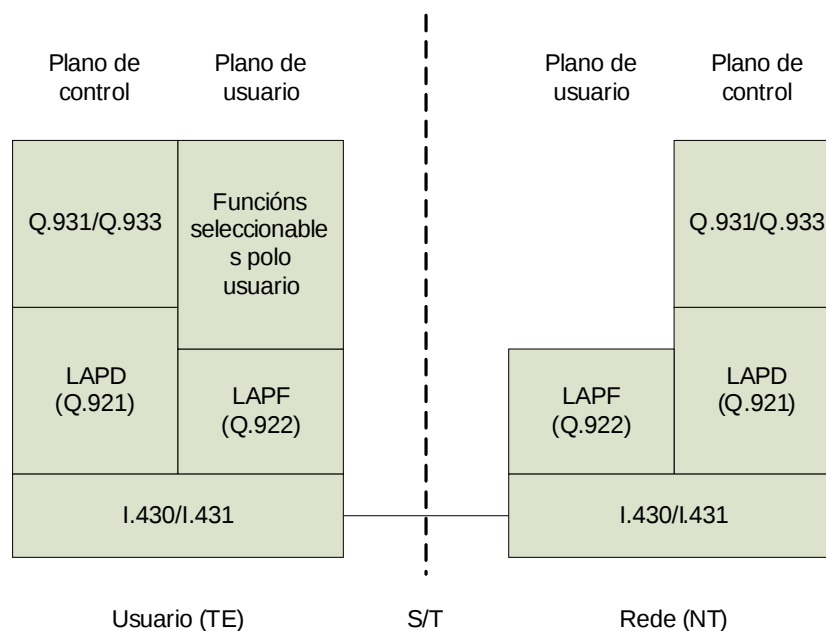 Plano de
control
Plano de
usuario
Plano de
usuario
Plano de
control
Q.931/Q.933
Funcións
seleccionable
s polo
usuario
Q.931/Q.933
LAPD
(Q.921)
LAPF
(Q.922)
LAPF
(Q.922)
LAPD
(Q.921)
I.430/I.431
I.430/I.431
Usuario (TE)
S/T
Rede (NT)